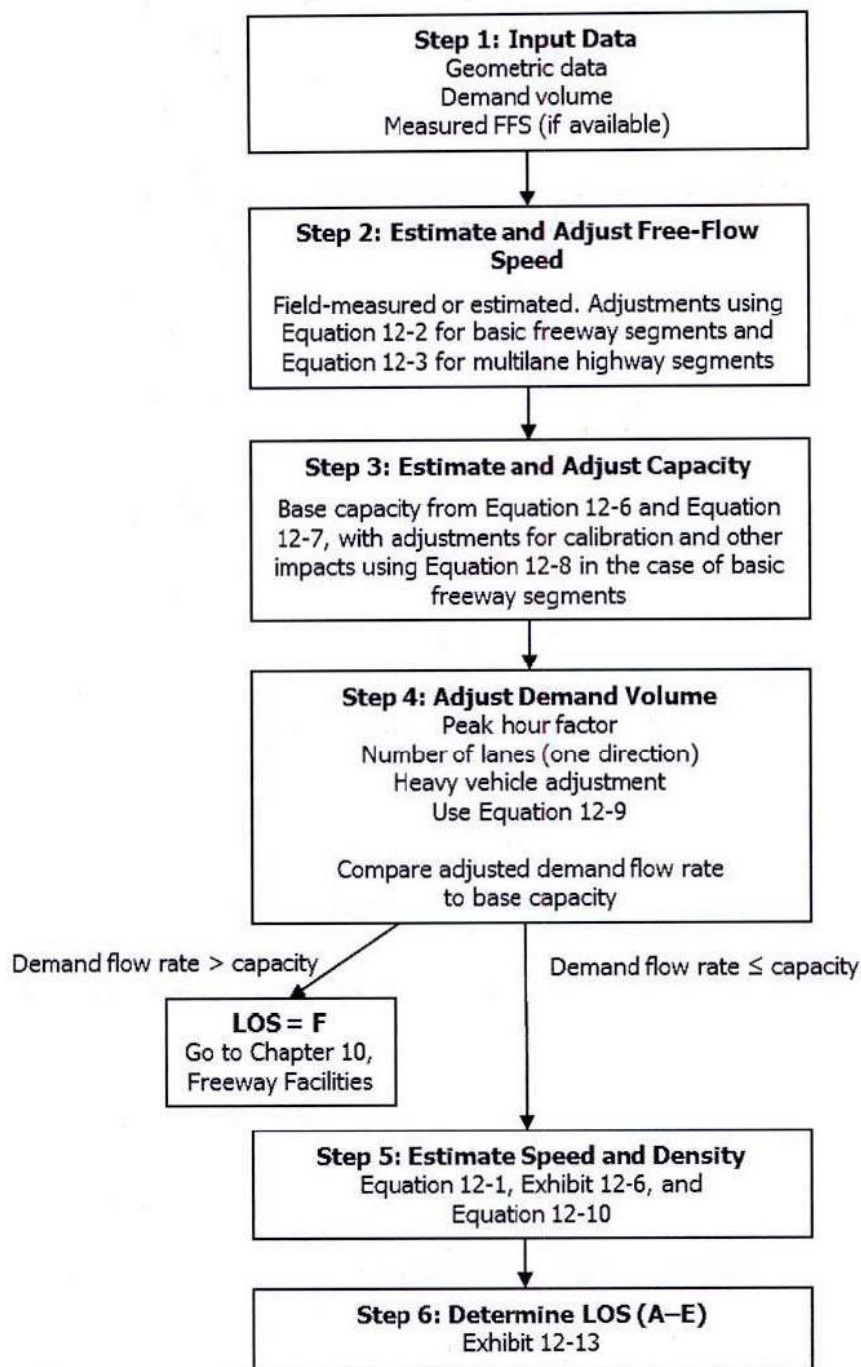 Step 1: Input Data
Geometric data
Demand volume
Measured FFS (if available)
Step 2: Estimate and Adjust Free-Flow
Speed
Field-measured or estimated. Adjustments using
Equation 12-2 for basic freeway segments and
Equation 12-3 for multilane highway segments
Step 3: Estimate and Adjust Capacity
Base capacity from Equation 12-6 and Equation
12-7, with adjustments for calibration and other
impacts using Equation 12-8 in the case of basic
freeway segments
Step 4: Adjust Demand Volume
Peak hour factor
Number of lanes (one direction)
Heavy vehicle adjustment
Use Equation 12-9
Compare adjusted demand flow rate
to base capacity
Demand flow rate > capacity
Demand flow rate ≤ capacity
LOS = F
Go to Chapter 10,
Freeway Facilities
Step 5: Estimate Speed and Density
Equation 12-1, Exhibit 12-6, and
Equation 12-10
Step 6: Determine LOS (A–E)
Exhibit 12-13